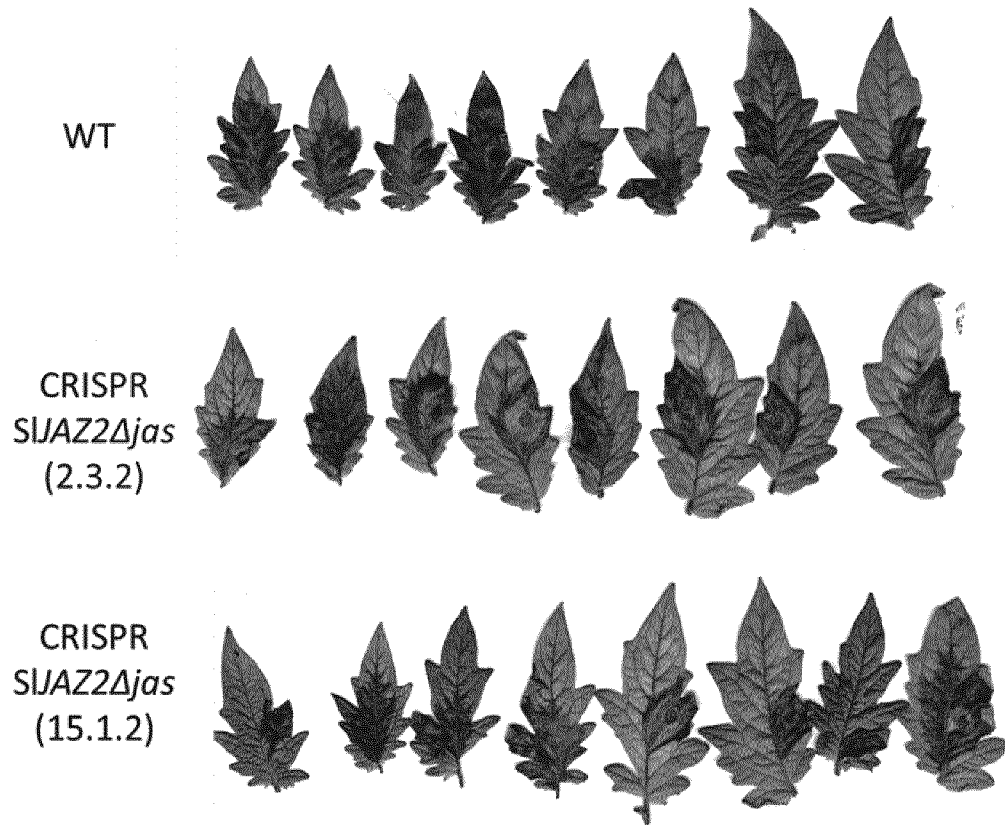 WT
CRISPR
SlJAZ2Δjas
(2.3.2)
CRISPR
SlJAZ2Δjas
(15.1.2)